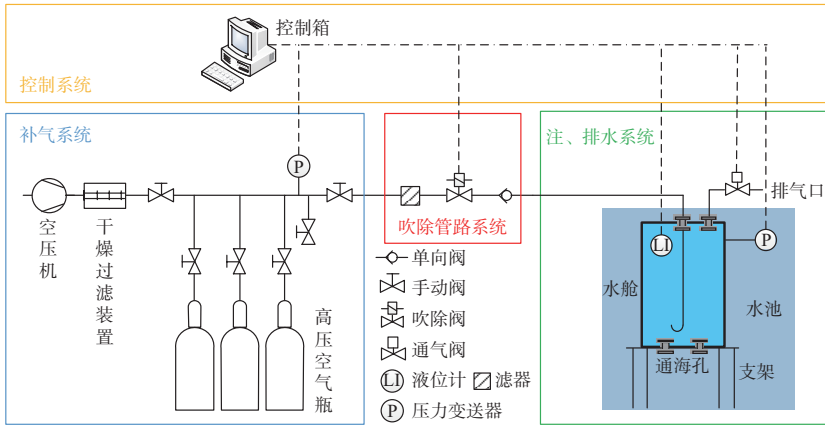 控制箱
控制系统
补气系统
注、排水系统
P
排气口
空压机
干燥过滤装置
吹除管路系统
LI
P
单向阀
水舱
手动阀
水池
高压空气瓶
吹除阀
通气阀
通海孔
支架
LI 液位计 滤器
P 压力变送器